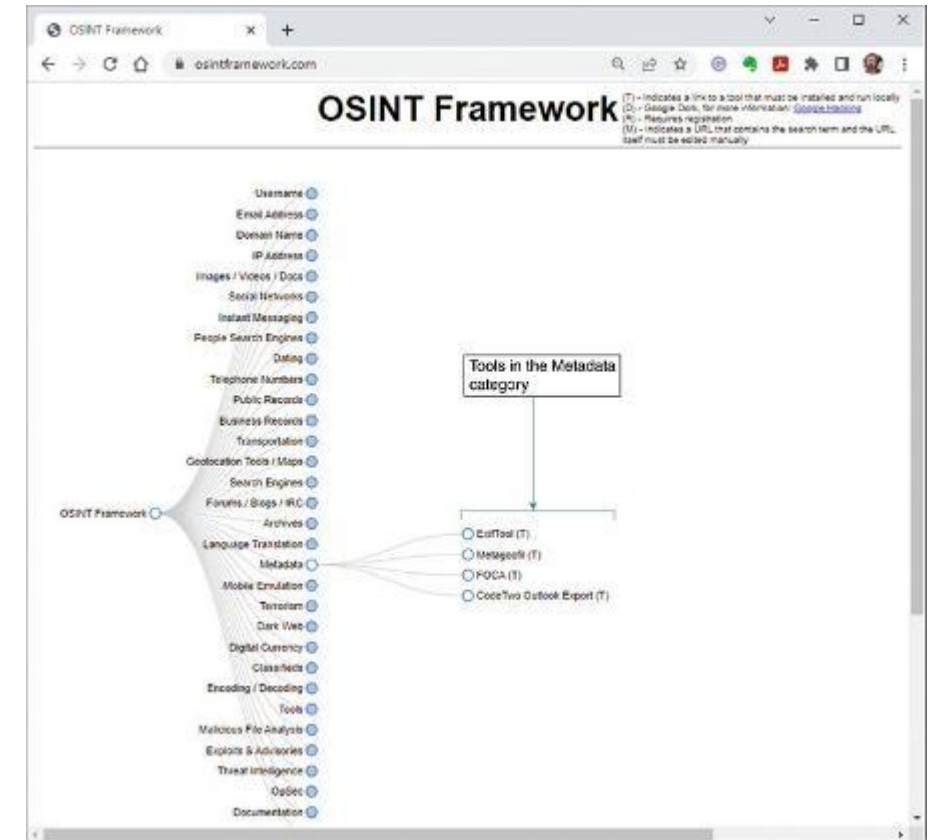 OSINT Framework
osintframework.com
OSINT Framework
(T) - Indicates a link to a tool that must be installed and run locally
(D) - Google Dork, for more information: Google Hacking
(R) - Requires registration
(M) - Indicates a URL that contains the search term and the URL
itself must be edited manually
Username
Email Address
Domain Name
IP Address
Images / Videos / Docs
Social Networks
Instant Messaging
People Search Engines
Dating
Telephone Numbers
Public Records
Business Records
Transportation
Geolocation Tools / Maps
Search Engines
Forums / Blogs / IRC
Archives
Language Translation
Metadata
Mobile Emulation
Terrorism
Dark Web
Digital Currency
Classifieds
Encoding / Decoding
Tools
Malicious File Analysis
Exploits & Advisories
Threat Intelligence
OpSec
Documentation
OSINT Framework
Tools in the Metadata
category
ExifTool (T)
Metagoofil (T)
FOCA (T)
CodeTwo Outlook Export (T)